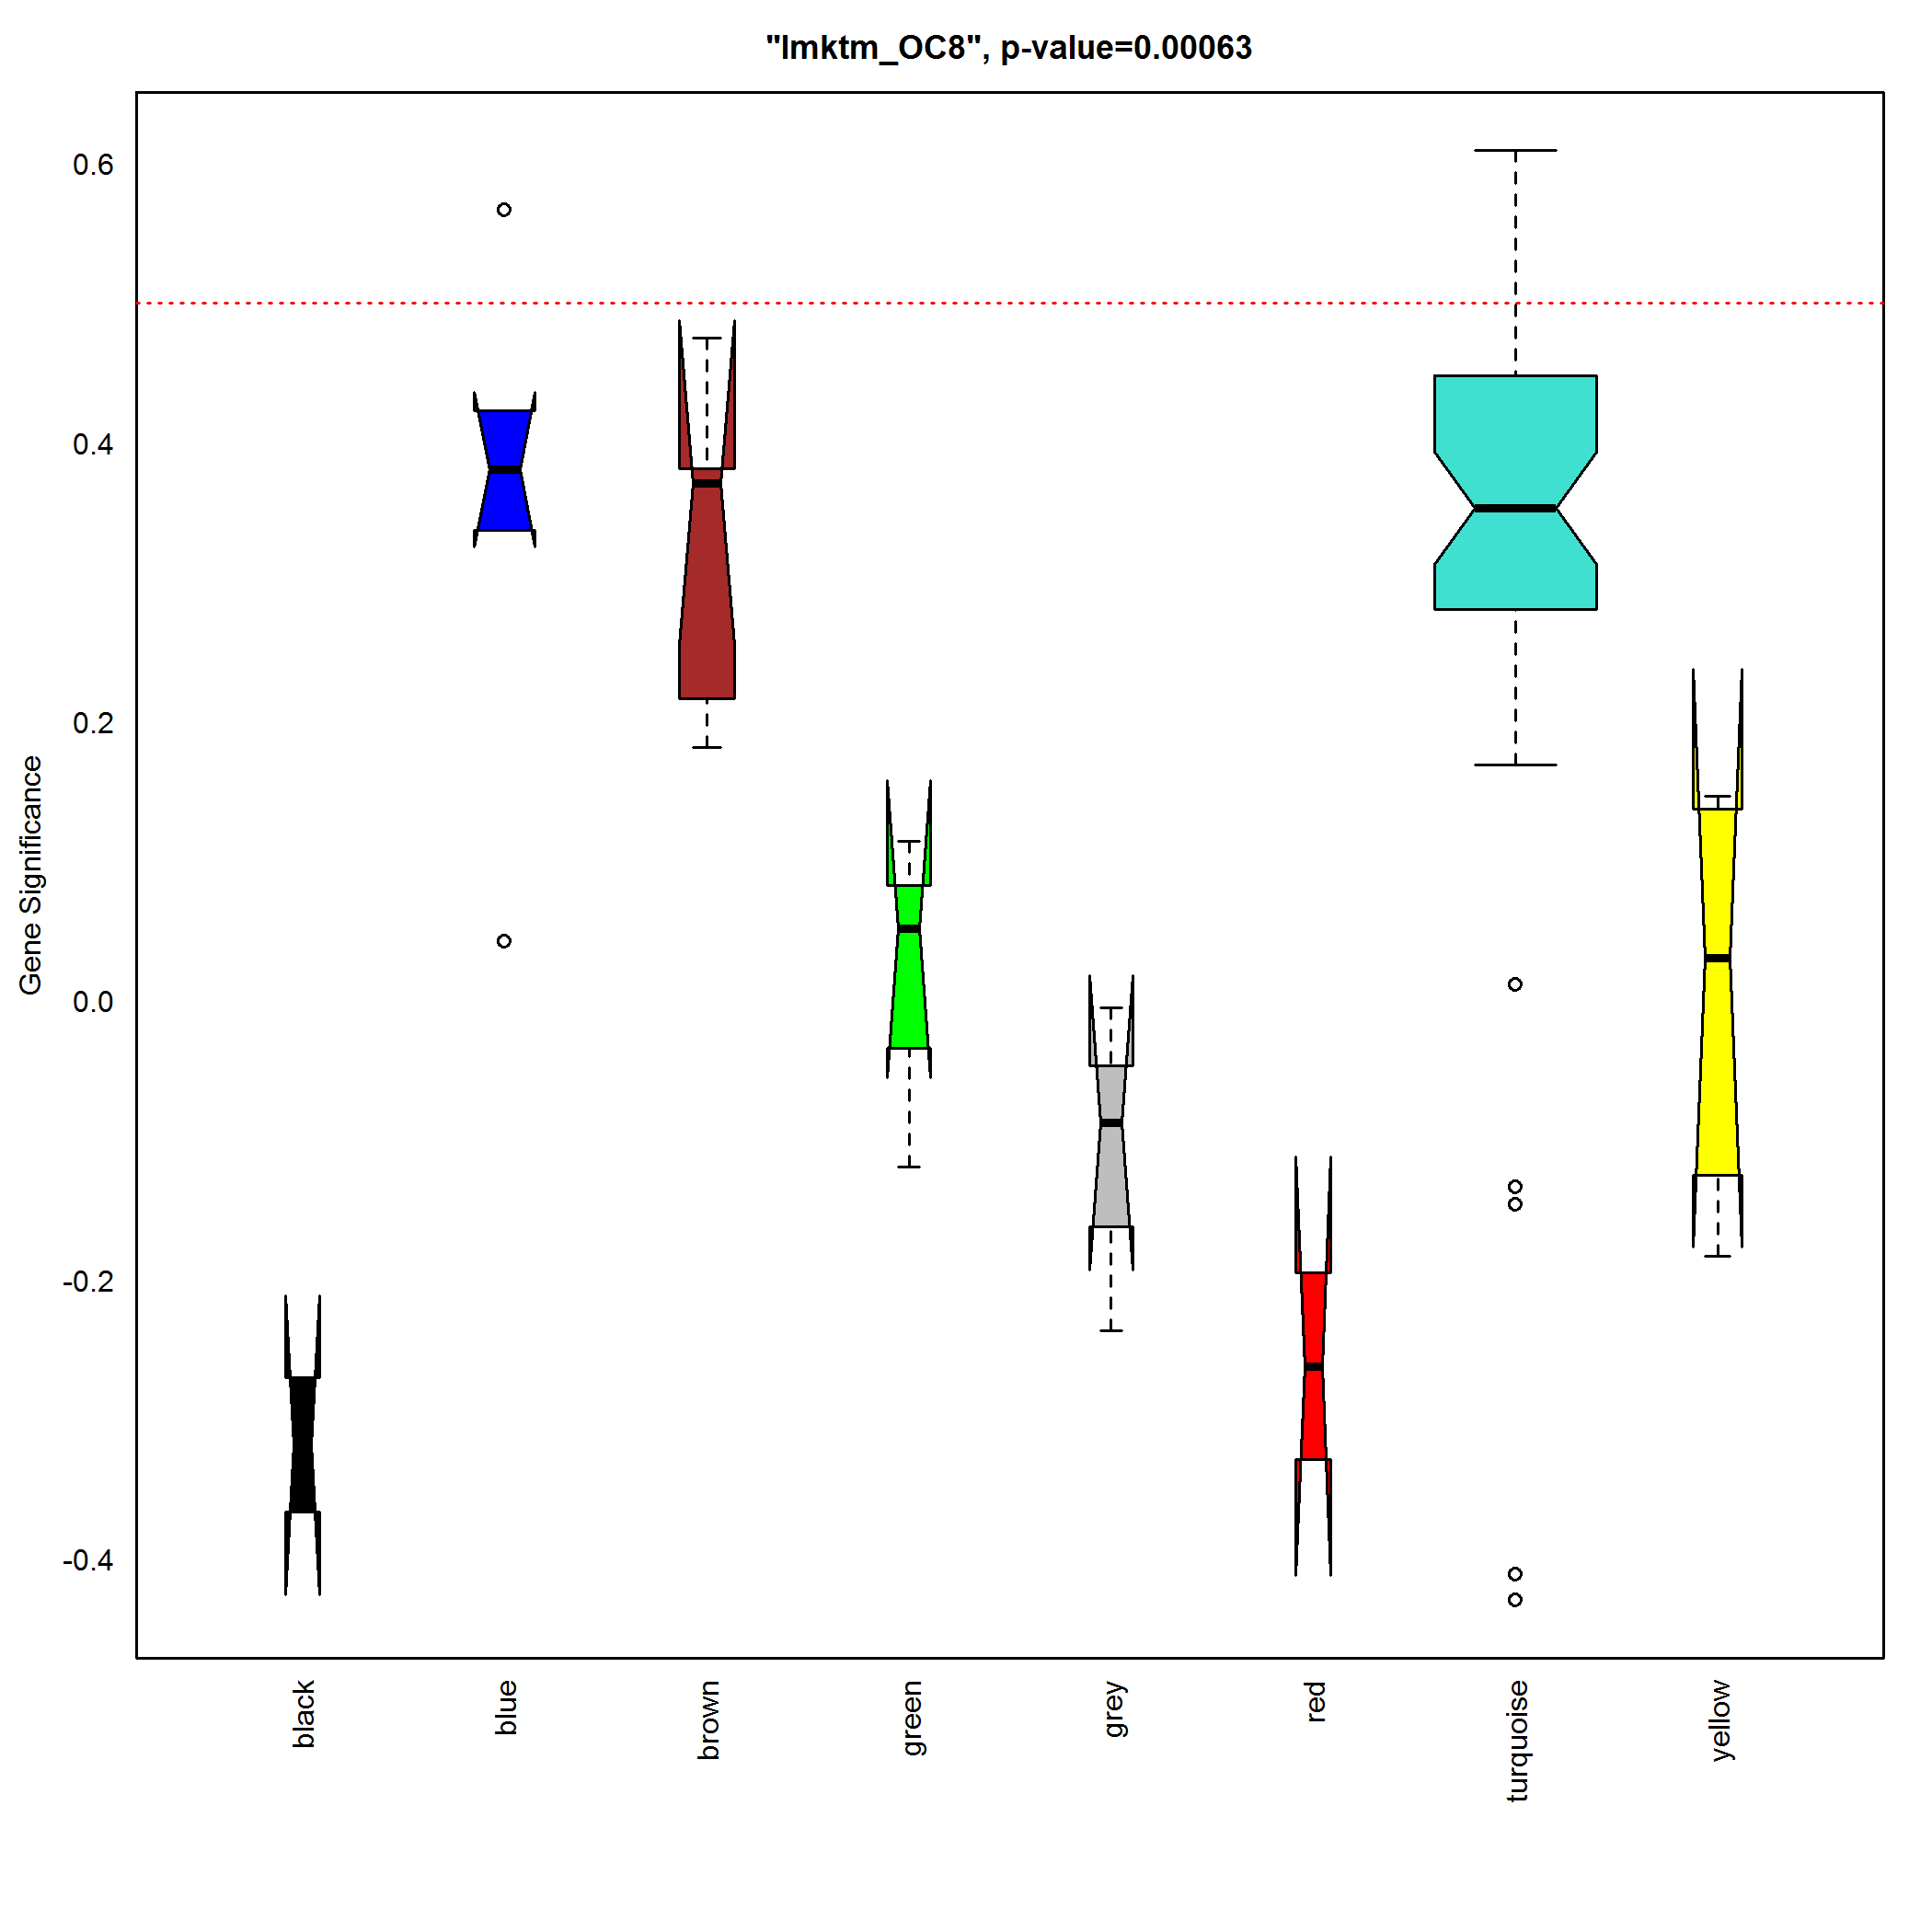 "lmktm_OC8", p-value=0.00063
0.6
0.4
0.2
0.0
-0.2
-0.4
Gene Significance
black
blue
brown
green
grey
red
turquoise
yellow